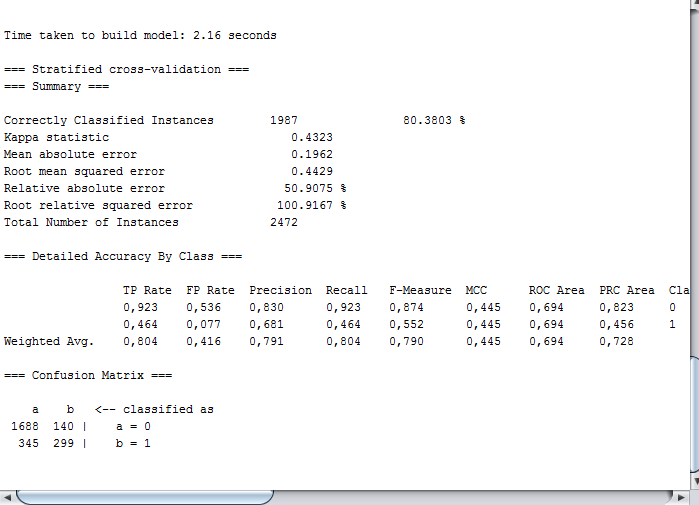 Time taken to build model: 2.16 seconds
=== Stratified cross-validation ===
=== Summary ===
Correctly Classified Instances 1987 80.3803 %
Kappa statistic 0.4323
Mean absolute error 0.1962
Root mean squared error 0.4429
Relative absolute error 50.9075 %
Root relative squared error 100.9167 %
Total Number of Instances 2472
=== Detailed Accuracy By Class ===
TP Rate FP Rate Precision Recall F-Measure MCC ROC Area PRC Area Cla
0,923 0,536 0,830 0,923 0,874 0,445 0,694 0,823 0
0,464 0,077 0,681 0,464 0,552 0,445 0,694 0,456 1
Weighted Avg. 0,804 0,416 0,791 0,804 0,790 0,445 0,694 0,728
=== Confusion Matrix ===
a b <-- classified as
1688 140 | a = 0
345 299 | b = 1